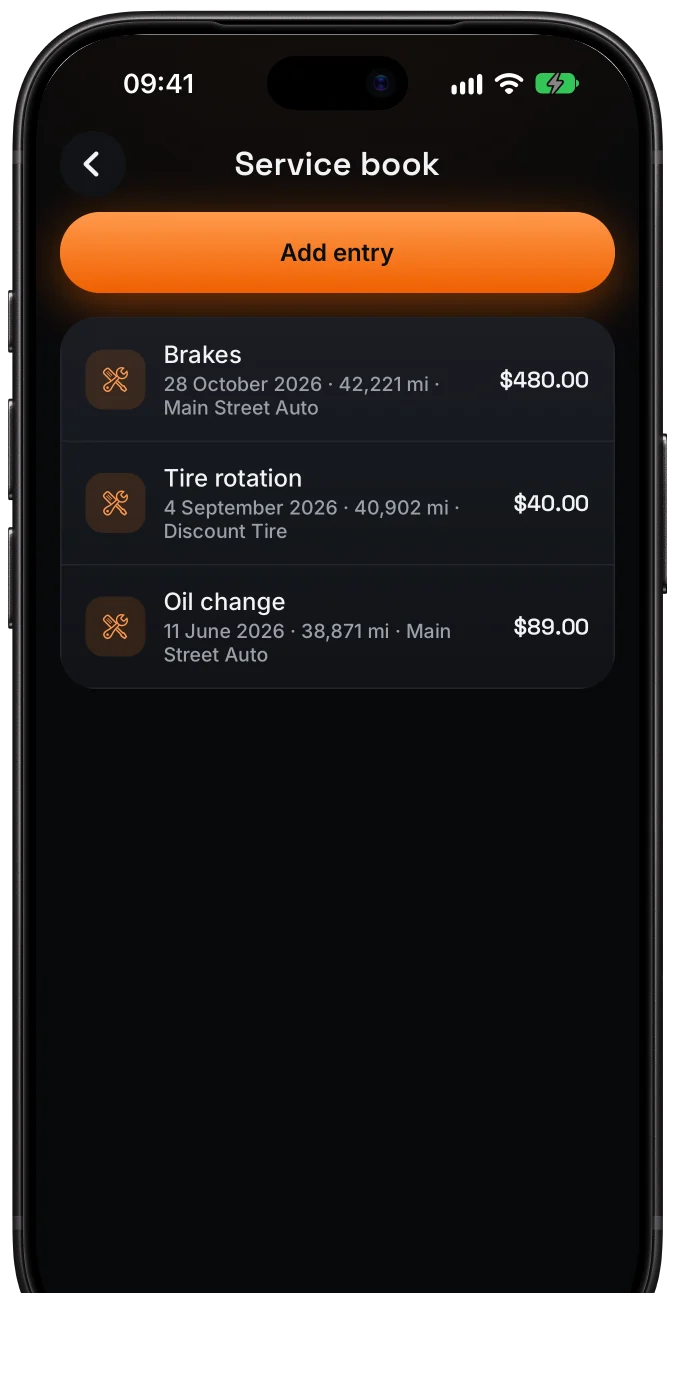 09:41
Service book
Add entry
Brakes
28 October 2026 · 42,221 mi ·
Main Street Auto
$480.00
Tire rotation
4 September 2026 · 40,902 mi ·
Discount Tire
$40.00
Oil change
11 June 2026 · 38,871 mi · Main
Street Auto
$89.00